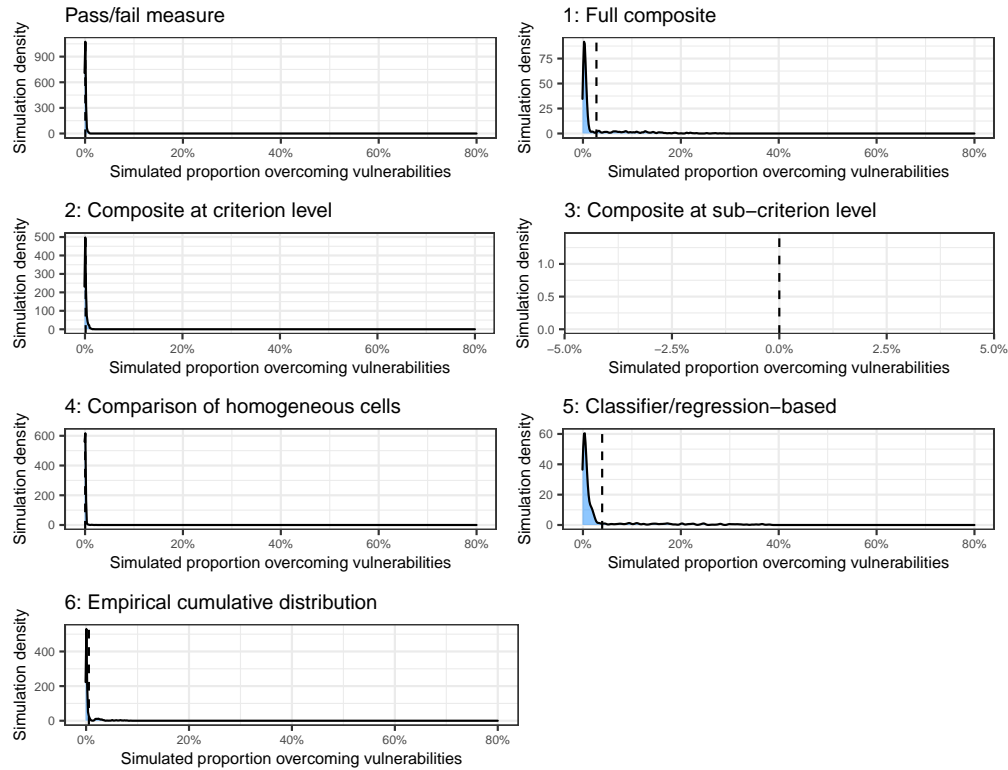 Pass/fail measure
Simulation density
900
600
300
0
0% 20% 40% 60% 80%
Simulated proportion overcoming vulnerabilities
1: Full composite
Simulation density
75
50
25
0
0% 20% 40% 60% 80%
Simulated proportion overcoming vulnerabilities
2: Composite at criterion level
Simulation density
500
400
300
200
100
0
0% 20% 40% 60% 80%
Simulated proportion overcoming vulnerabilities
3: Composite at sub−criterion level
Simulation density
1.0
0.5
0.0
−5.0% −2.5% 0.0% 2.5% 5.0%
Simulated proportion overcoming vulnerabilities
4: Comparison of homogeneous cells
Simulation density
600
400
200
0
0% 20% 40% 60% 80%
Simulated proportion overcoming vulnerabilities
5: Classifier/regression−based
Simulation density
60
40
20
0
0% 20% 40% 60% 80%
Simulated proportion overcoming vulnerabilities
6: Empirical cumulative distribution
Simulation density
400
200
0
0% 20% 40% 60% 80%
Simulated proportion overcoming vulnerabilities